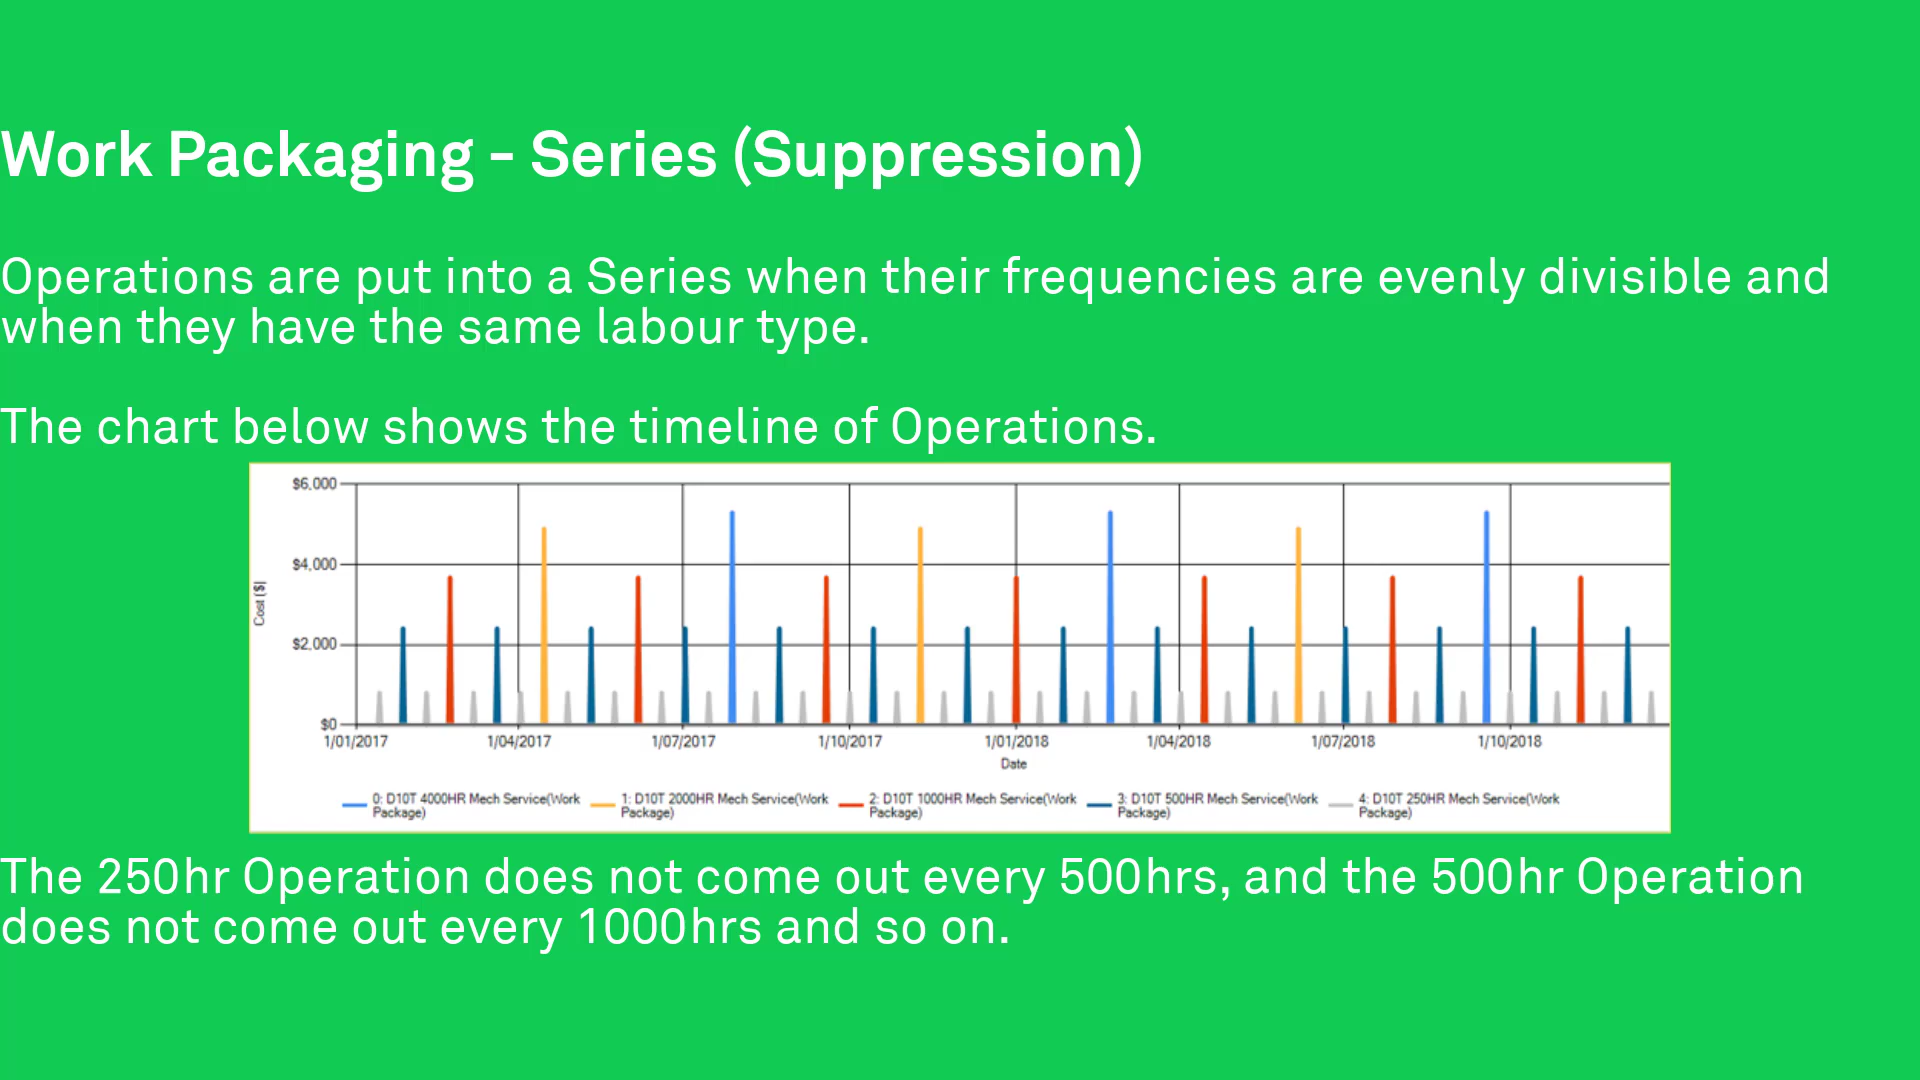 Work Packaging - Series (Suppression)
Operations are put into a Series when their frequencies are evenly divisible and
when they have the same labour type.
The chart below shows the timeline of Operations.
$6,000
$4,000
$2,000
$0
Cost ($)
1/01/2017 1/04/2017 1/07/2017 1/10/2017 1/01/2018 1/04/2018 1/07/2018 1/10/2018
Date
0: D10T 4000HR Mech Service(Work Package)
1: D10T 2000HR Mech Service(Work Package)
2: D10T 1000HR Mech Service(Work Package)
3: D10T 500HR Mech Service(Work Package)
4: D10T 250HR Mech Service(Work Package)
The 250hr Operation does not come out every 500hrs, and the 500hr Operation
does not come out every 1000hrs and so on.